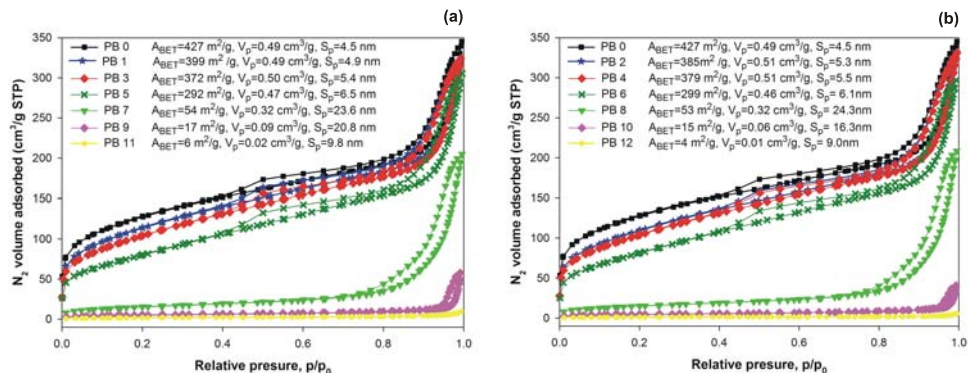 (a)
350
300
250
200
150
100
50
0
N2 volume adsorbed (cm3/g STP)
PB 0 ABET=427 m2/g, Vp=0.49 cm3/g, Sp=4.5 nm
PB 1 ABET=399 m2/g, Vp=0.49 cm3/g, Sp=4.9 nm
PB 3 ABET=372 m2/g, Vp=0.50 cm3/g, Sp=5.4 nm
PB 5 ABET=292 m2/g, Vp=0.47 cm3/g, Sp=6.5 nm
PB 7 ABET=54 m2/g, Vp=0.32 cm3/g, Sp=23.6 nm
PB 9 ABET=17 m2/g, Vp=0.09 cm3/g, Sp=20.8 nm
PB 11 ABET=6 m2/g, Vp=0.02 cm3/g, Sp=9.8 nm
0.0 0.2 0.4 0.6 0.8 1.0
Relative presure, p/p0
(b)
350
300
250
200
150
100
50
0
N2 volume adsorbed (cm3/g STP)
PB 0 ABET=427 m2/g, Vp=0.49 cm3/g, Sp=4.5 nm
PB 2 ABET=385m2/g, Vp=0.51 cm3/g, Sp=5.3 nm
PB 4 ABET=379 m2/g, Vp=0.51 cm3/g, Sp=5.5 nm
PB 6 ABET=299 m2/g, Vp=0.46 cm3/g, Sp= 6.1nm
PB 8 ABET=53 m2/g, Vp=0.32 cm3/g, Sp= 24.3nm
PB 10 ABET=15 m2/g, Vp=0.06 cm3/g, Sp= 16.3nm
PB 12 ABET=4 m2/g, Vp=0.01 cm3/g, Sp= 9.0nm
0.0 0.2 0.4 0.6 0.8 1.0
Relative presure, p/p0